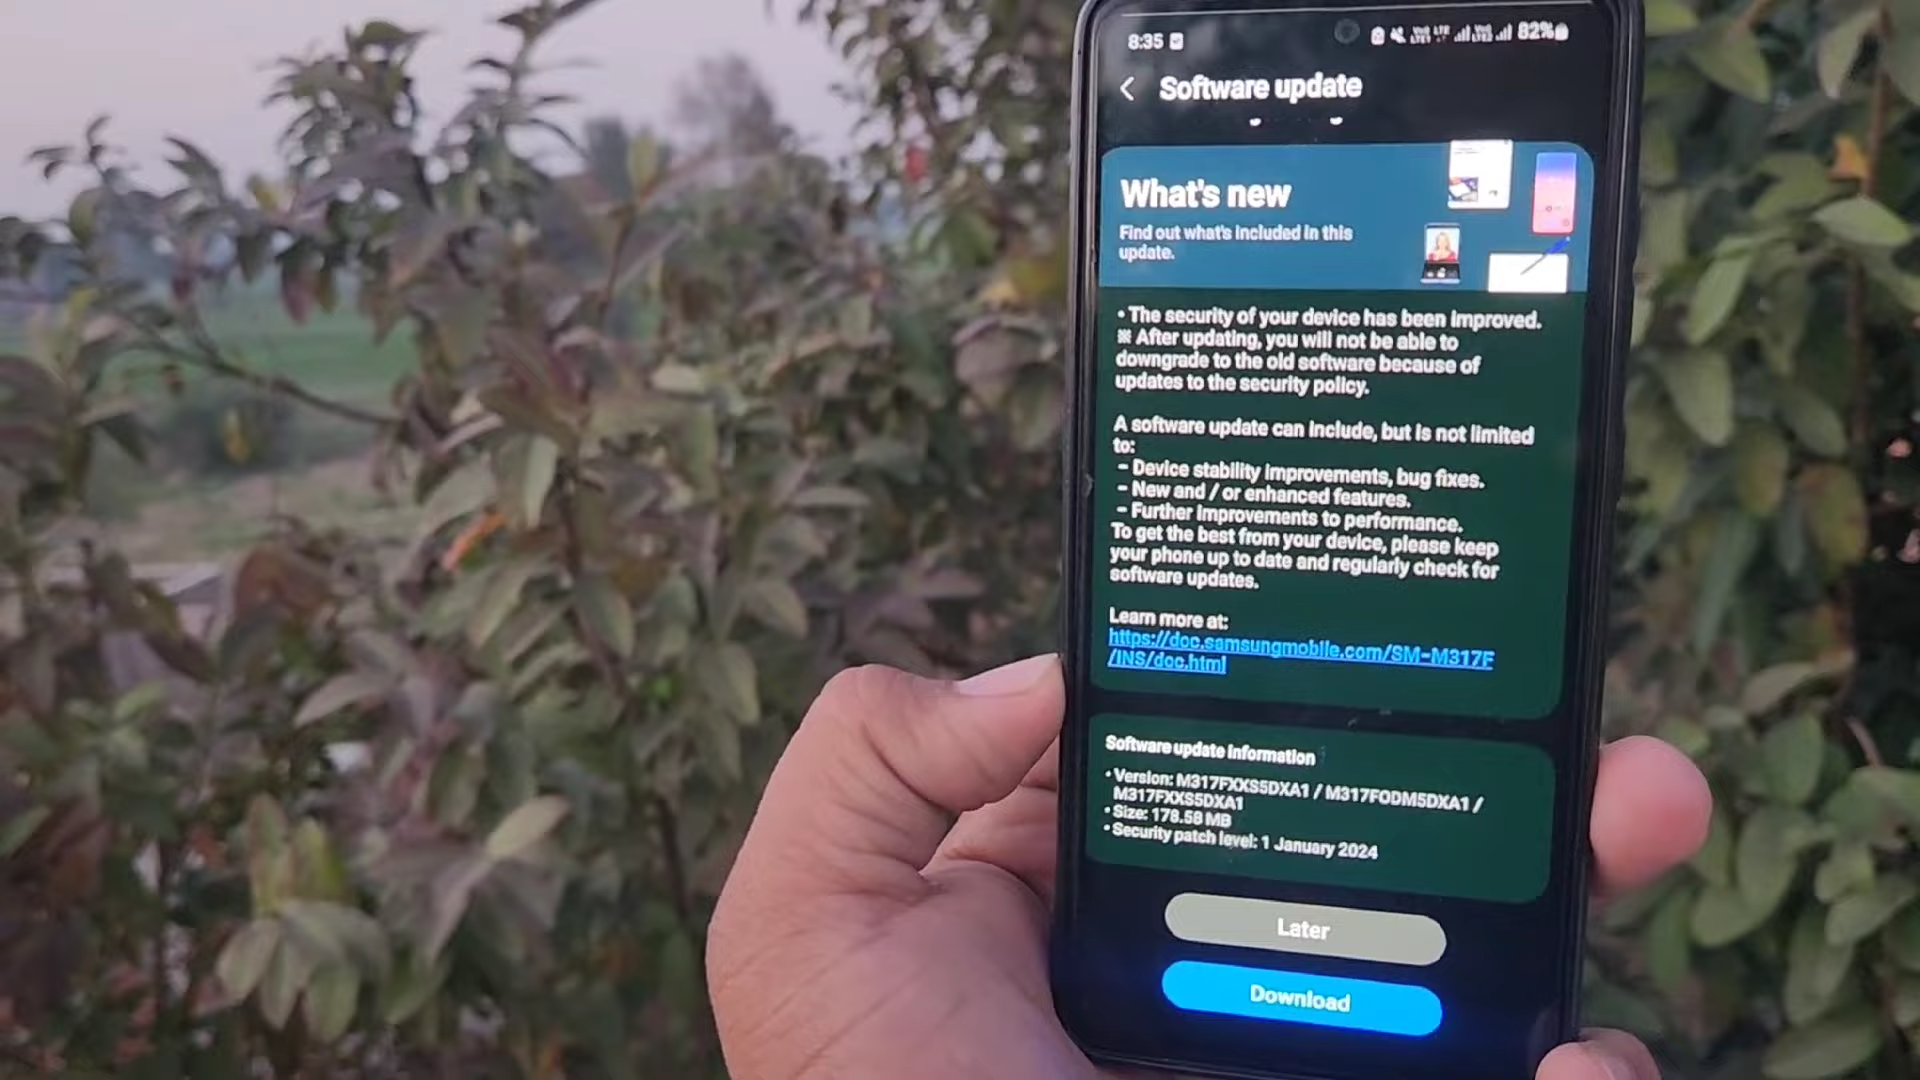 8:35
82%
Software update
What's new
Find out what's included in this
update.
• The security of your device has been improved.
※ After updating, you will not be able to
downgrade to the old software because of
updates to the security policy.
A software update can include, but is not limited
to:
- Device stability improvements, bug fixes.
- New and / or enhanced features.
- Further improvements to performance.
To get the best from your device, please keep
your phone up to date and regularly check for
software updates.
Learn more at:
https://doc.samsungmobile.com/SM-M317F
/INS/doc.html
Software update information
• Version: M317FXXS5DXA1 / M317FODM5DXA1 /
M317FXXS5DXA1
• Size: 178.58 MB
• Security patch level: 1 January 2024
Later
Download